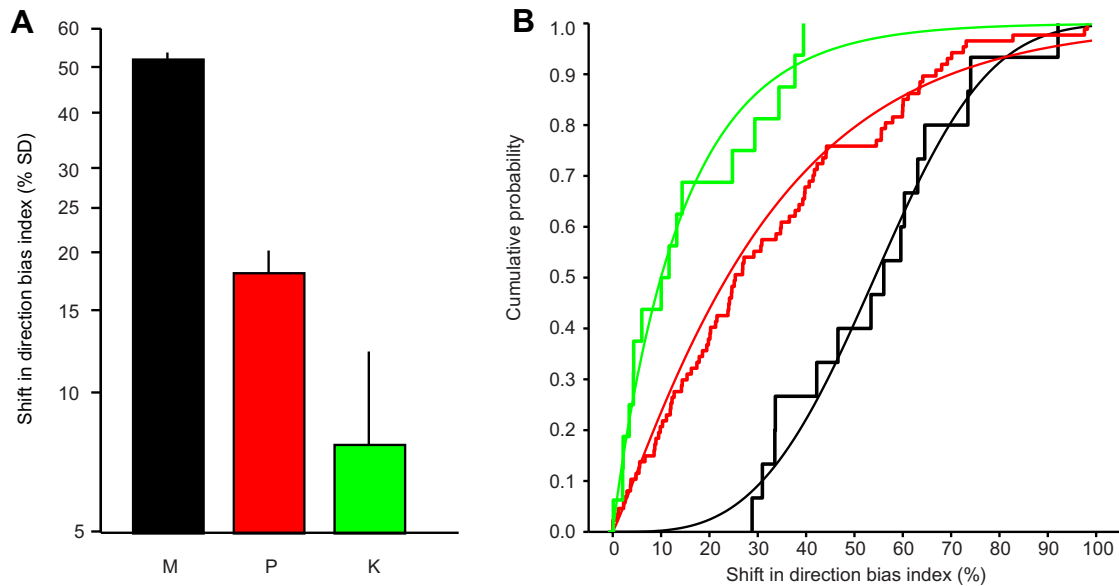 A
Shift in direction bias index (% SD)
60
50
40
30
25
20
15
10
5
M P K
B
Cumulative probability
1.0
0.9
0.8
0.7
0.6
0.5
0.4
0.3
0.2
0.1
0.0
0 10 20 30 40 50 60 70 80 90 100
Shift in direction bias index (%)